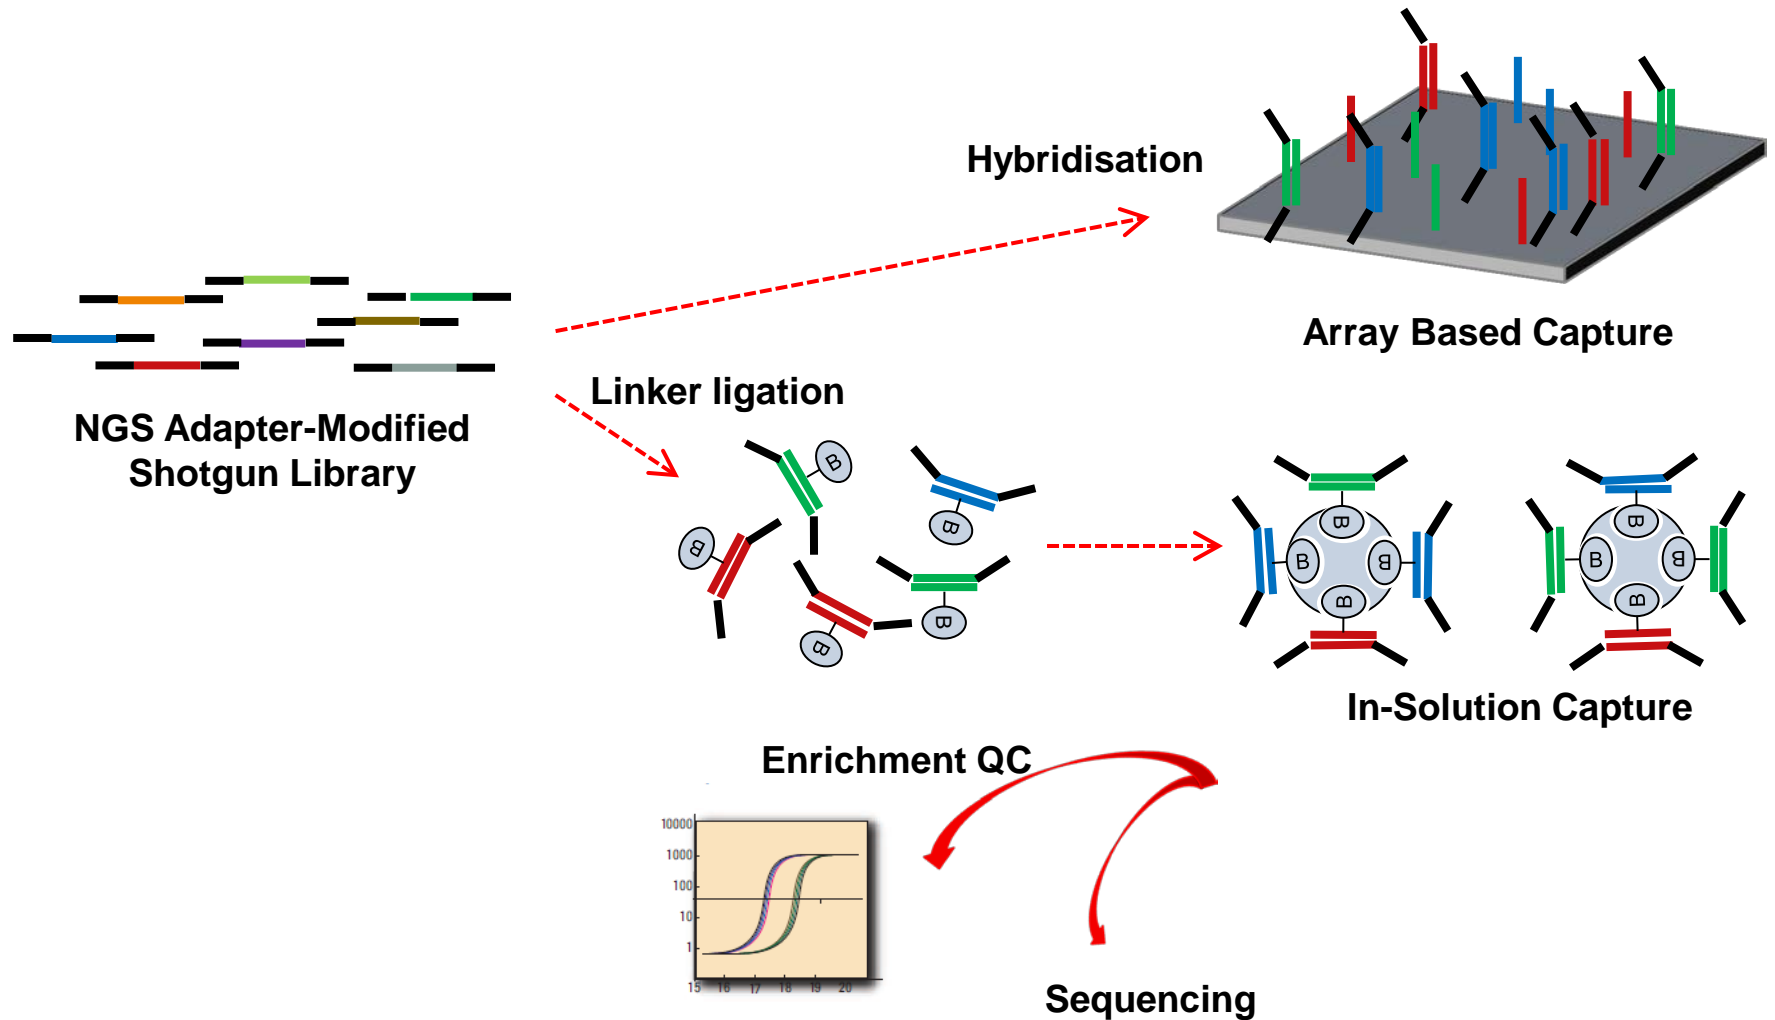 Hybridisation
Array Based Capture
NGS Adapter-Modified
Shotgun Library
Linker ligation
B
B
B
B
B
B
B
B
B
B
B
B
B
In-Solution Capture
Enrichment QC
10000
1000
100
10
1
15 16 17 18 19 20
Sequencing